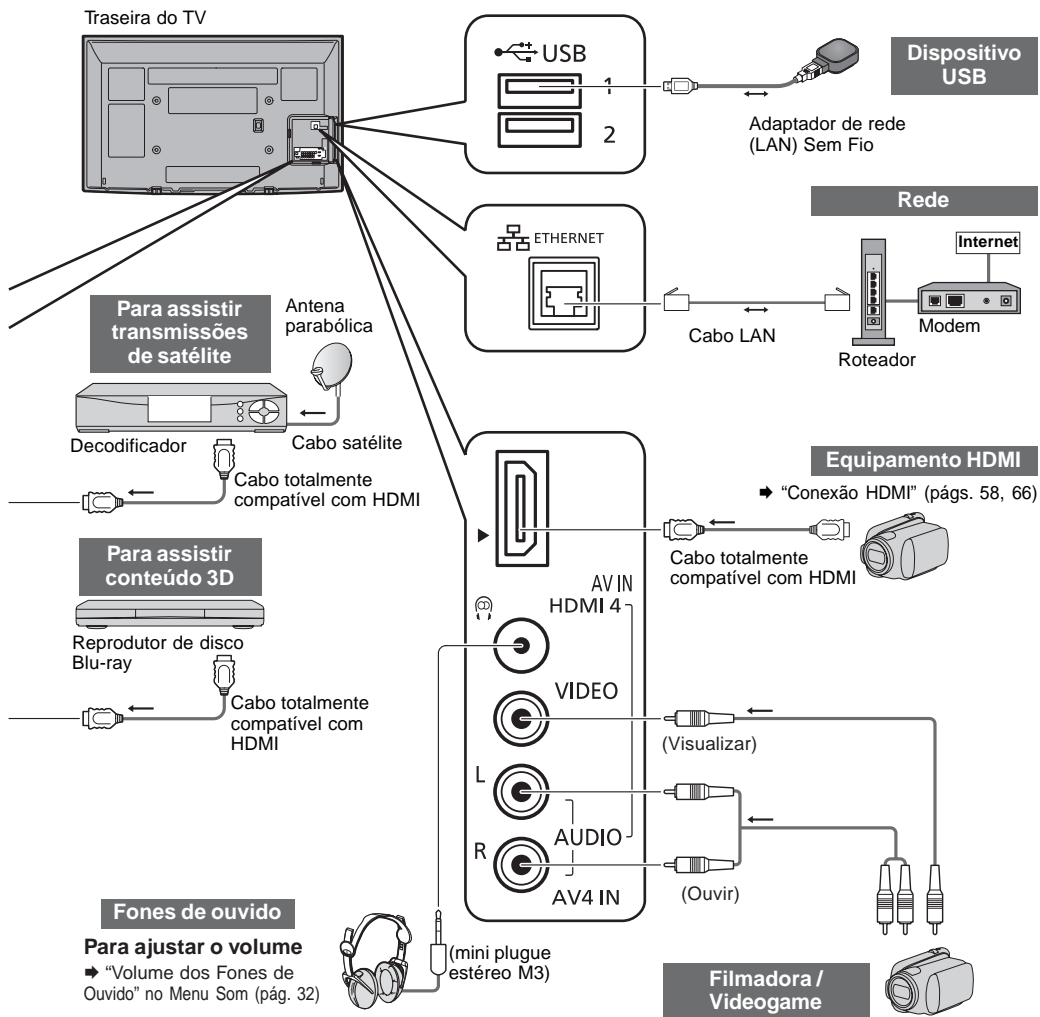 Traseira do TV
USB
1
2
Dispositivo
USB
Adaptador de rede
(LAN) Sem Fio
Rede
ETHERNET
Internet
Cabo LAN
Modem
Roteador
Para assistir
transmissões
de satélite
Antena
parabólica
Decodificador
Cabo satélite
Cabo totalmente
compatível com HDMI
Equipamento HDMI
➡ “Conexão HDMI” (págs. 58, 66)
Cabo totalmente
compatível com HDMI
Para assistir
conteúdo 3D
Reprodutor de disco
Blu-ray
Cabo totalmente
compatível com
HDMI
AV IN
HDMI 4
VIDEO
(Visualizar)
L
AUDIO
R
(Ouvir)
AV4 IN
Fones de ouvido
Para ajustar o volume
➡ “Volume dos Fones de
Ouvido” no Menu Som (pág. 32)
(mini plugue
estéreo M3)
Filmadora /
Videogame